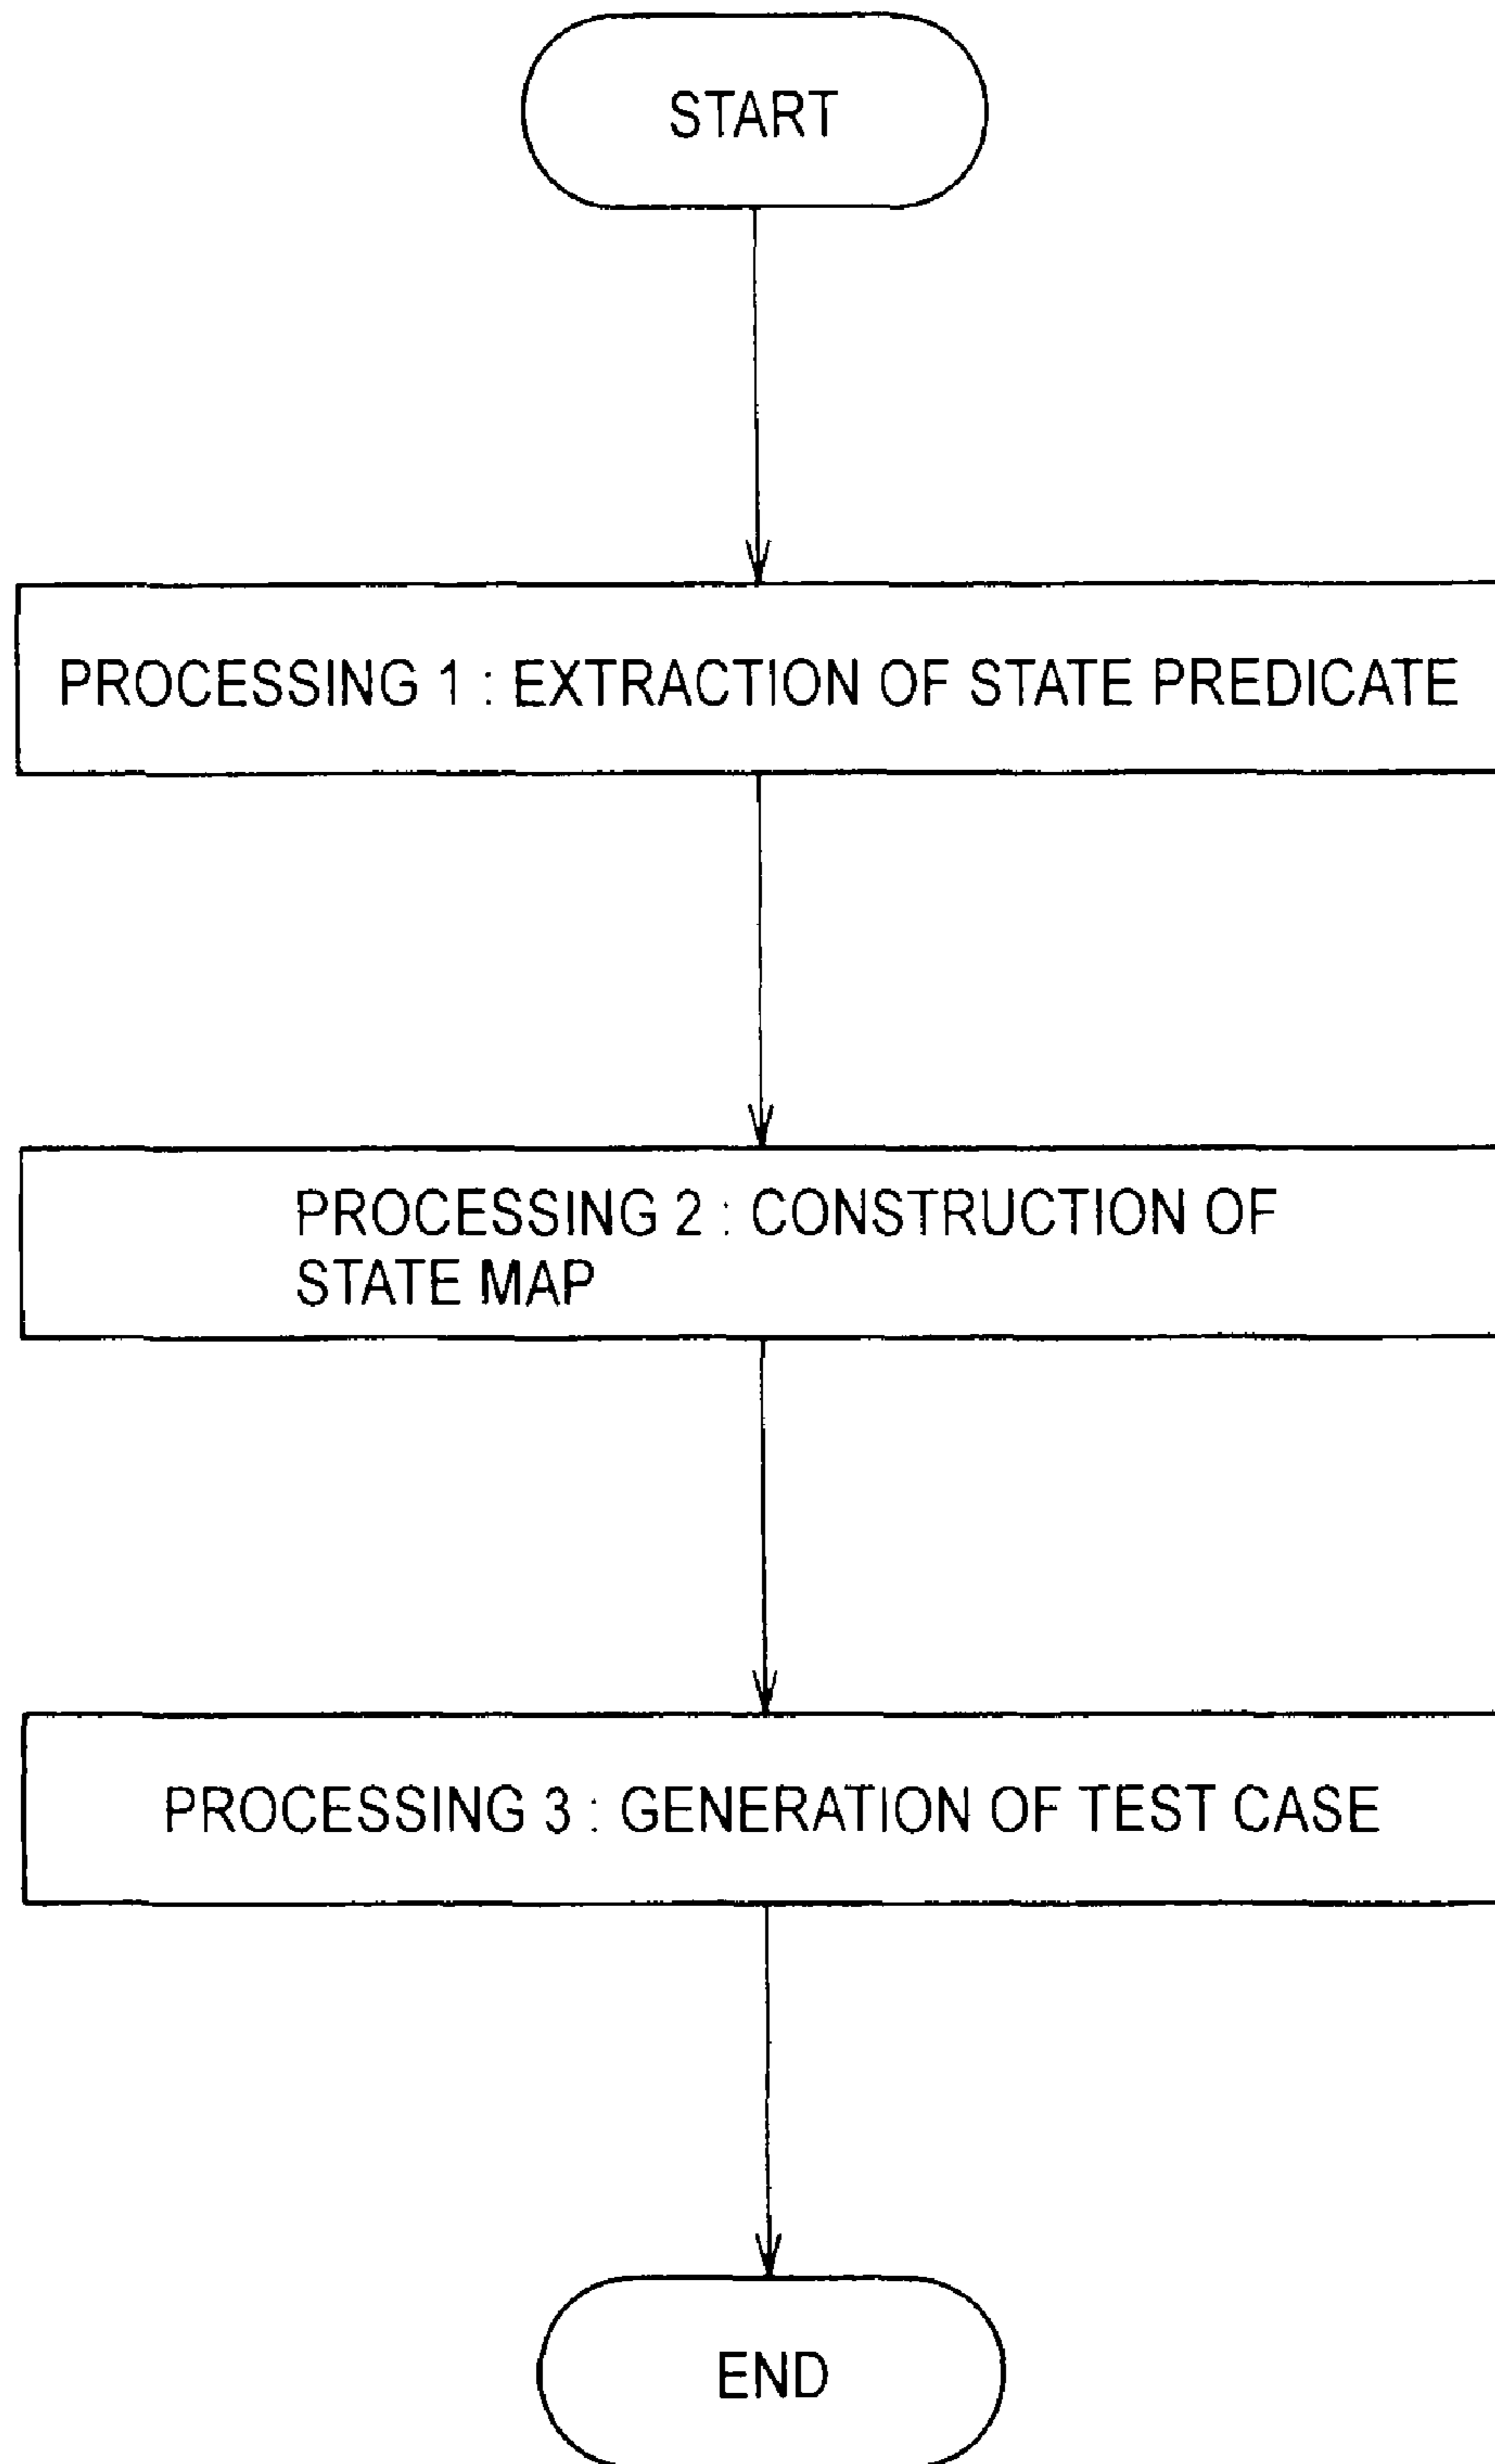 START
PROCESSING 1 : EXTRACTION OF STATE PREDICATE
PROCESSING 2 : CONSTRUCTION OF
STATE MAP
PROCESSING 3 : GENERATION OF TEST CASE
END